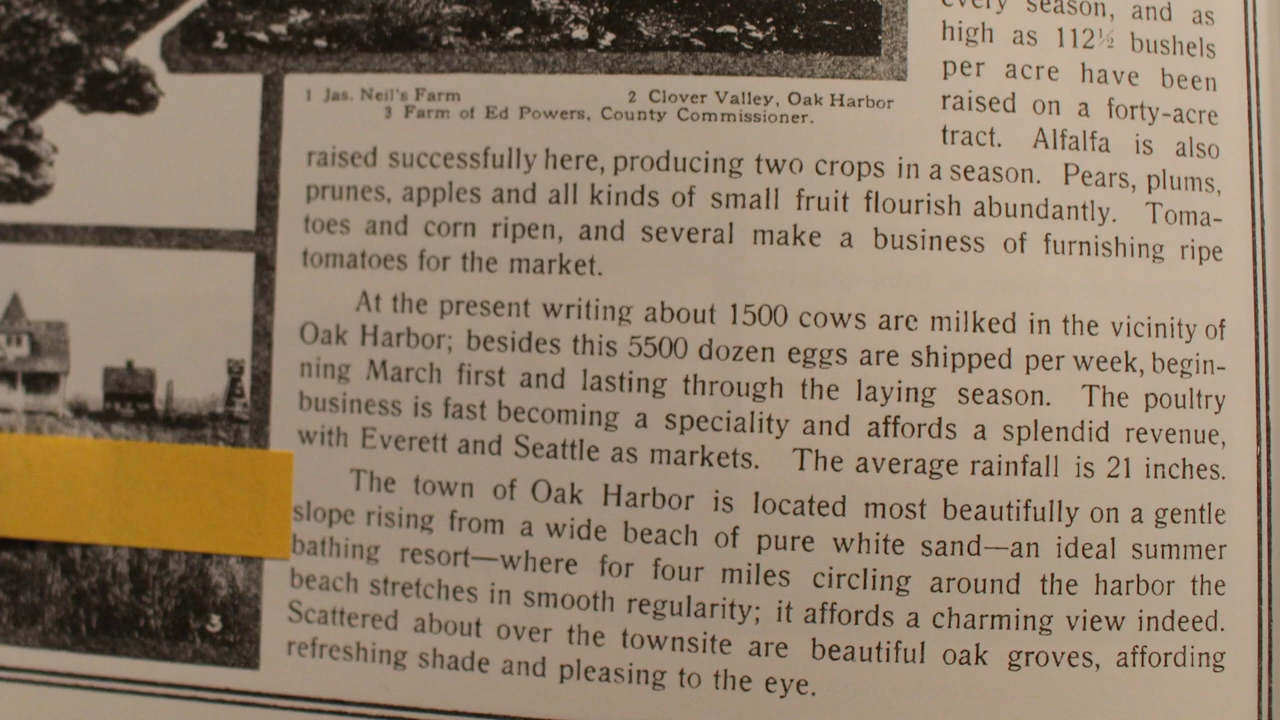 every season, and as
high as 112½ bushels
per acre have been
raised on a forty-acre
tract. Alfalfa is also
1 Jas. Neil's Farm 2 Clover Valley, Oak Harbor
3 Farm of Ed Powers, County Commissioner.
raised successfully here, producing two crops in a season. Pears, plums,
prunes, apples and all kinds of small fruit flourish abundantly. Toma-
toes and corn ripen, and several make a business of furnishing ripe
tomatoes for the market.
At the present writing about 1500 cows are milked in the vicinity of
Oak Harbor; besides this 5500 dozen eggs are shipped per week, begin-
ning March first and lasting through the laying season. The poultry
business is fast becoming a speciality and affords a splendid revenue,
with Everett and Seattle as markets. The average rainfall is 21 inches.
The town of Oak Harbor is located most beautifully on a gentle
slope rising from a wide beach of pure white sand—an ideal summer
bathing resort—where for four miles circling around the harbor the
beach stretches in smooth regularity; it affords a charming view indeed.
Scattered about over the townsite are beautiful oak groves, affording
refreshing shade and pleasing to the eye.
3